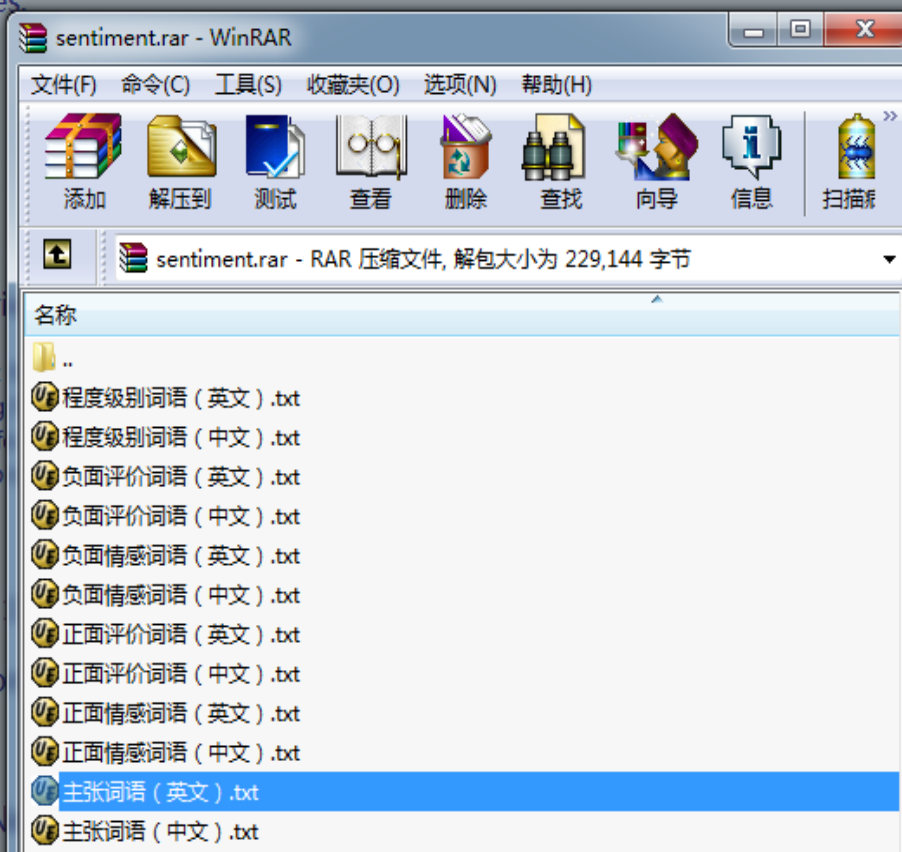 sentiment.rar - WinRAR
文件(F) 命令(C) 工具(S) 收藏夹(O) 选项(N) 帮助(H)
添加 解压到 测试 查看 删除 查找 向导 信息 扫描
sentiment.rar - RAR 压缩文件, 解包大小为 229,144 字节
名称
..
程度级别词语（英文）.txt
程度级别词语（中文）.txt
负面评价词语（英文）.txt
负面评价词语（中文）.txt
负面情感词语（英文）.txt
负面情感词语（中文）.txt
正面评价词语（英文）.txt
正面评价词语（中文）.txt
正面情感词语（英文）.txt
正面情感词语（中文）.txt
主张词语（英文）.txt
主张词语（中文）.txt